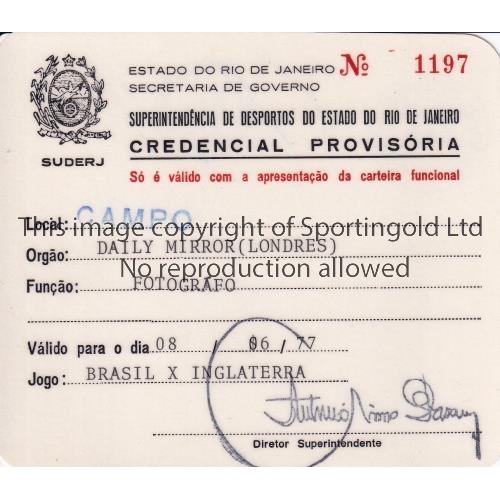 ESTADO DO RIO DE JANEIRO Nº 1197
SECRETARIA DE GOVERNO
SUPERINTENDÊNCIA DE DESPORTOS DO ESTADO DO RIO DE JANEIRO
SUDERJ
CREDENCIAL PROVISÓRIA
Só é válido com a apresentação da carteira funcional
Local: CAMPO
This image copyright of Sportingold Ltd
Orgão: DAILY MIRROR(LONDRES)
No reproduction allowed
Função: FOTOGRAFO
Válido para o dia 08 / 06 / 77
Jogo: BRASIL X INGLATERRA
Diretor Superintendente